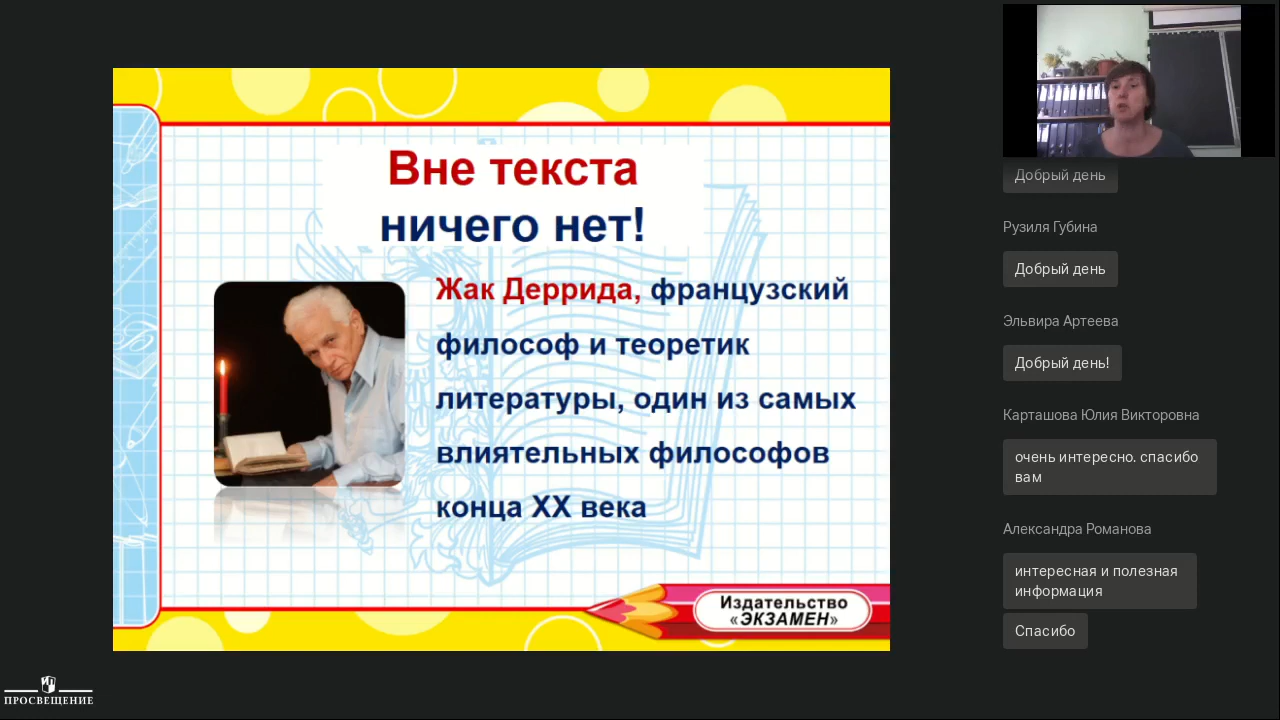 Вне текста
ничего нет!
Жак Деррида, французский
философ и теоретик
литературы, один из самых
влиятельных философов
конца XX века
Издательство
«ЭКЗАМЕН»
ПРОСВЕЩЕНИЕ
Добрый день
Рузиля Губина
Добрый день
Эльвира Артеева
Добрый день!
Карташова Юлия Викторовна
очень интересно. спасибо
вам
Александра Романова
интересная и полезная
информация
Спасибо